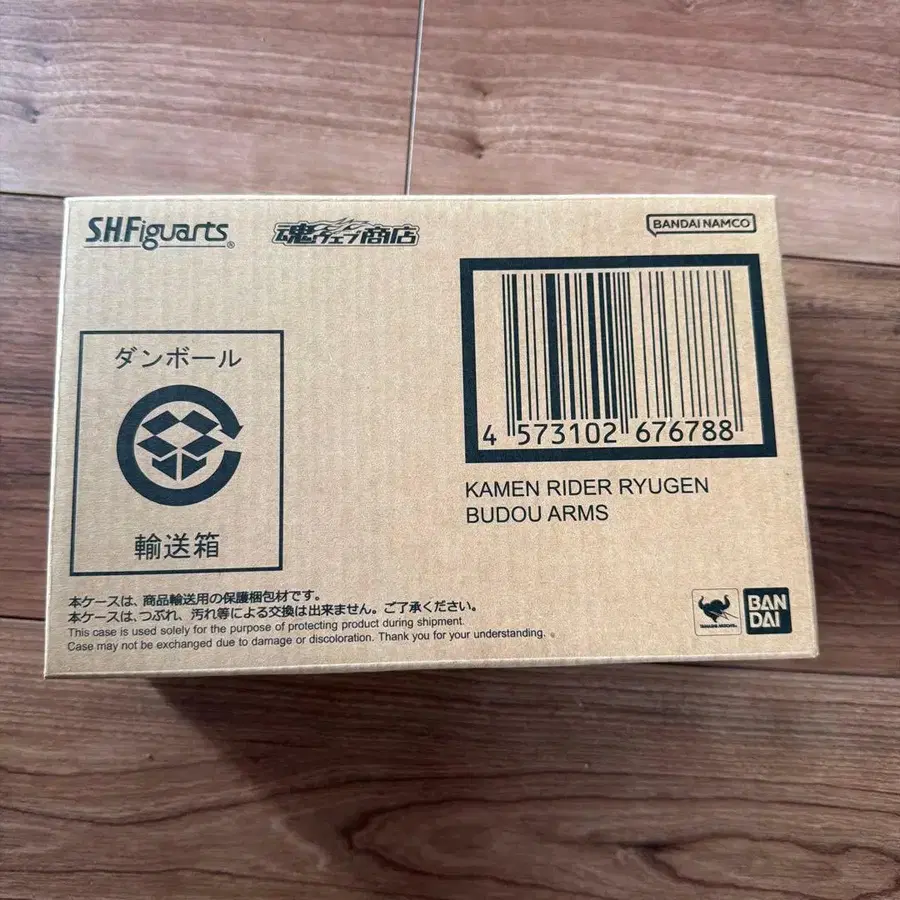 S.H.Figuarts®
魂ウェブ商店
BANDAI NAMCO
ダンボール
輸送箱
4 573102 676788
KAMEN RIDER RYUGEN
BUDOU ARMS
本ケースは、商品輸送用の保護梱包材です。
本ケースは、つぶれ、汚れ等による交換は出来ません。ご了承ください。
This case is used solely for the purpose of protecting product during shipment.
Case may not be exchanged due to damage or discoloration. Thank you for your understanding.
TAMASHII NATIONS
BAN
DAI